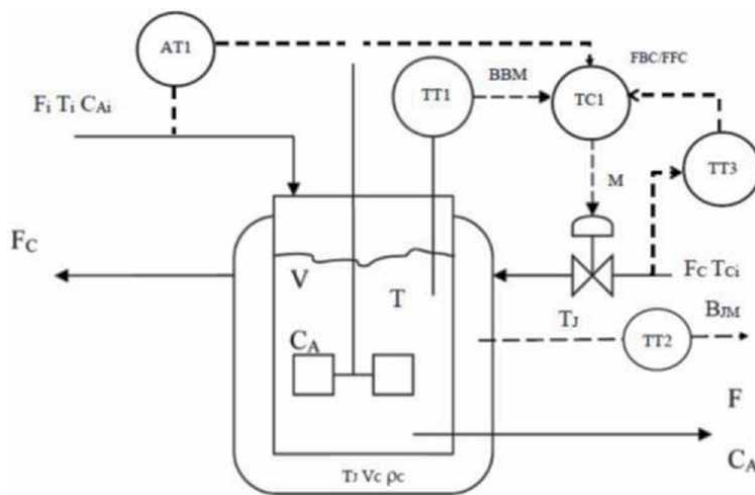 AT1
FBC/FFC
BBM
TT1
TC1
Fi Ti CAi
TT3
M
FC
FC TCi
V
T
BJM
TJ
TT2
CA
F
CA
TJ VC ρC